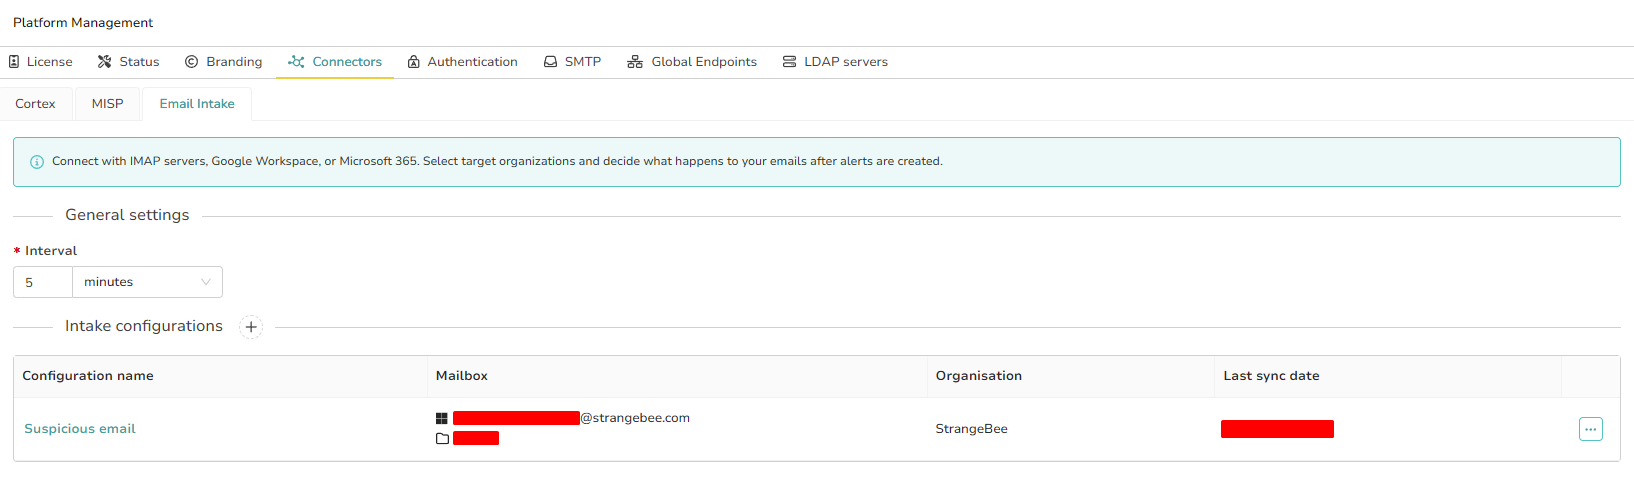 Platform Management
License Status Branding Connectors Authentication SMTP Global Endpoints LDAP servers
Cortex MISP Email Intake
Connect with IMAP servers, Google Workspace, or Microsoft 365. Select target organizations and decide what happens to your emails after alerts are created.
General settings
* Interval
5 minutes
Intake configurations +
Configuration name Mailbox Organisation Last sync date
Suspicious email @strangebee.com StrangeBee